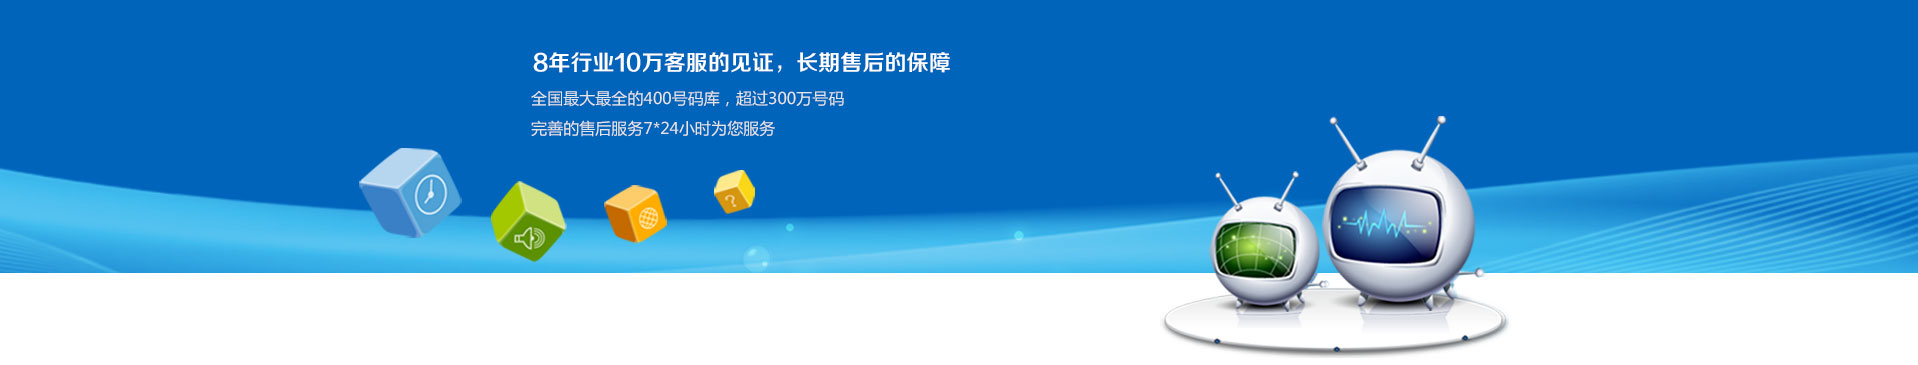 8年行业10万客服的见证，长期售后的保障
全国最大最全的400号码库，超过300万号码
完善的售后服务7*24小时为您服务
?